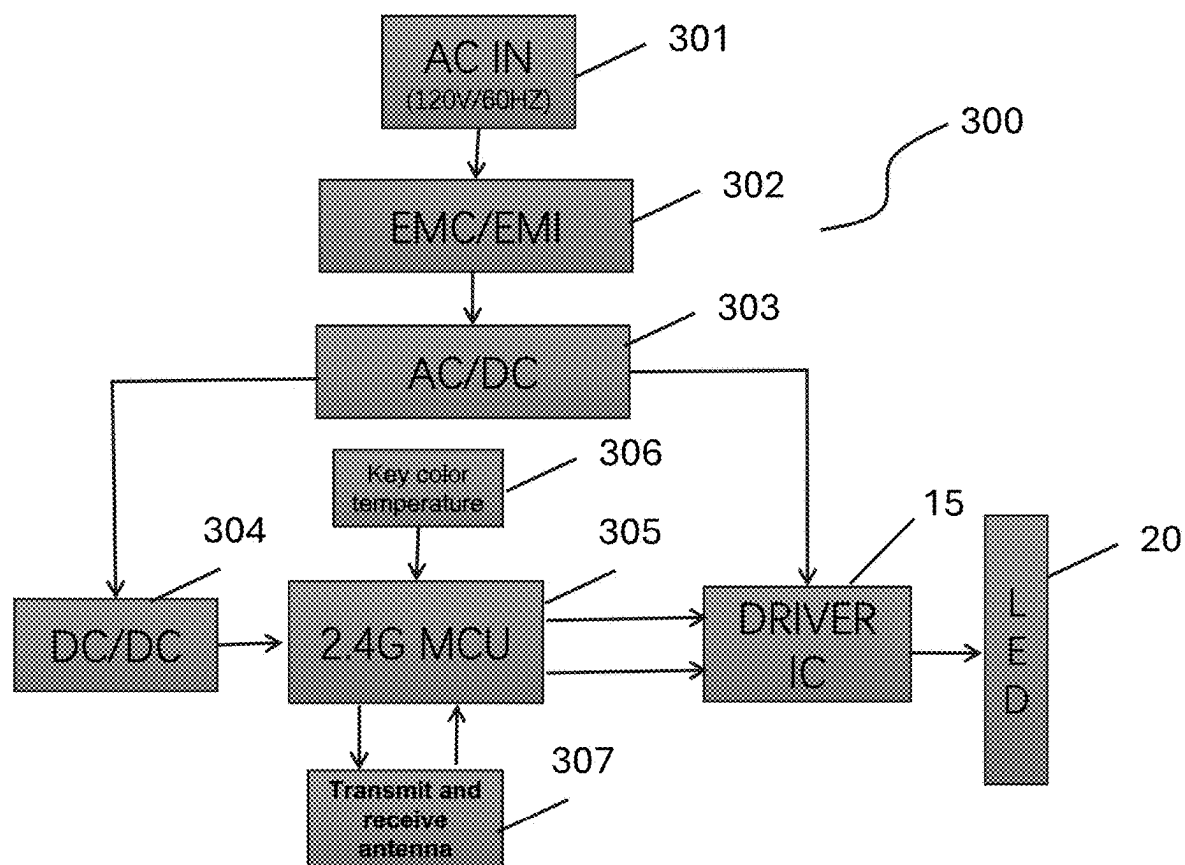 AC IN
(120V/60HZ)
301
300
EMC/EMI
302
AC/DC
303
Key color
temperature
306
304
305
15
20
DC/DC
2.4G MCU
DRIVER
IC
LED
Transmit and
receive
antenna
307